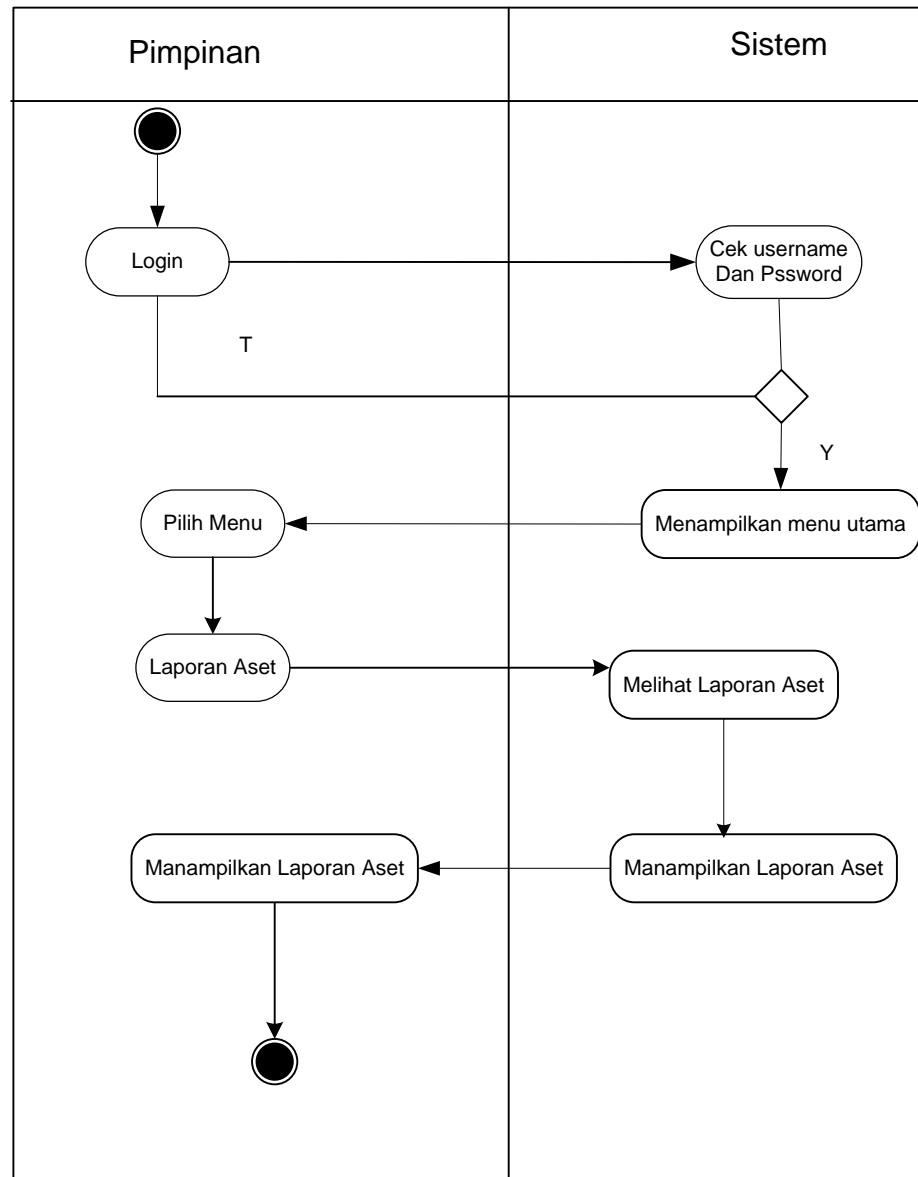 Pimpinan
Sistem
Login
Cek username
Dan Pssword
T
Y
Pilih Menu
Menampilkan menu utama
Laporan Aset
Melihat Laporan Aset
Manampilkan Laporan Aset
Manampilkan Laporan Aset